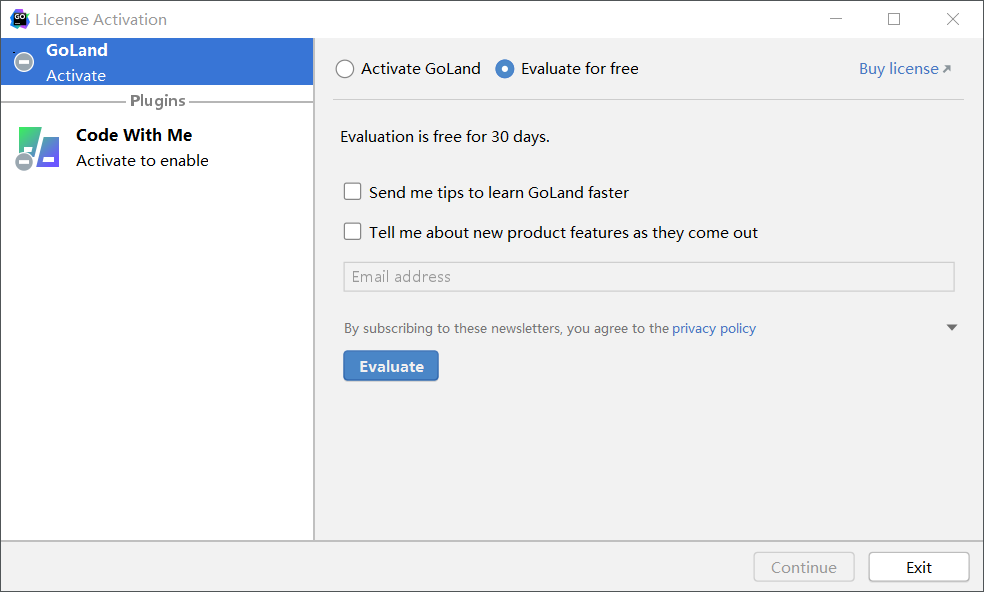 License Activation
GoLand
Activate
Plugins
Code With Me
Activate to enable
Activate GoLand
Evaluate for free
Buy license
Evaluation is free for 30 days.
Send me tips to learn GoLand faster
Tell me about new product features as they come out
Email address
By subscribing to these newsletters, you agree to the privacy policy
Evaluate
Continue
Exit